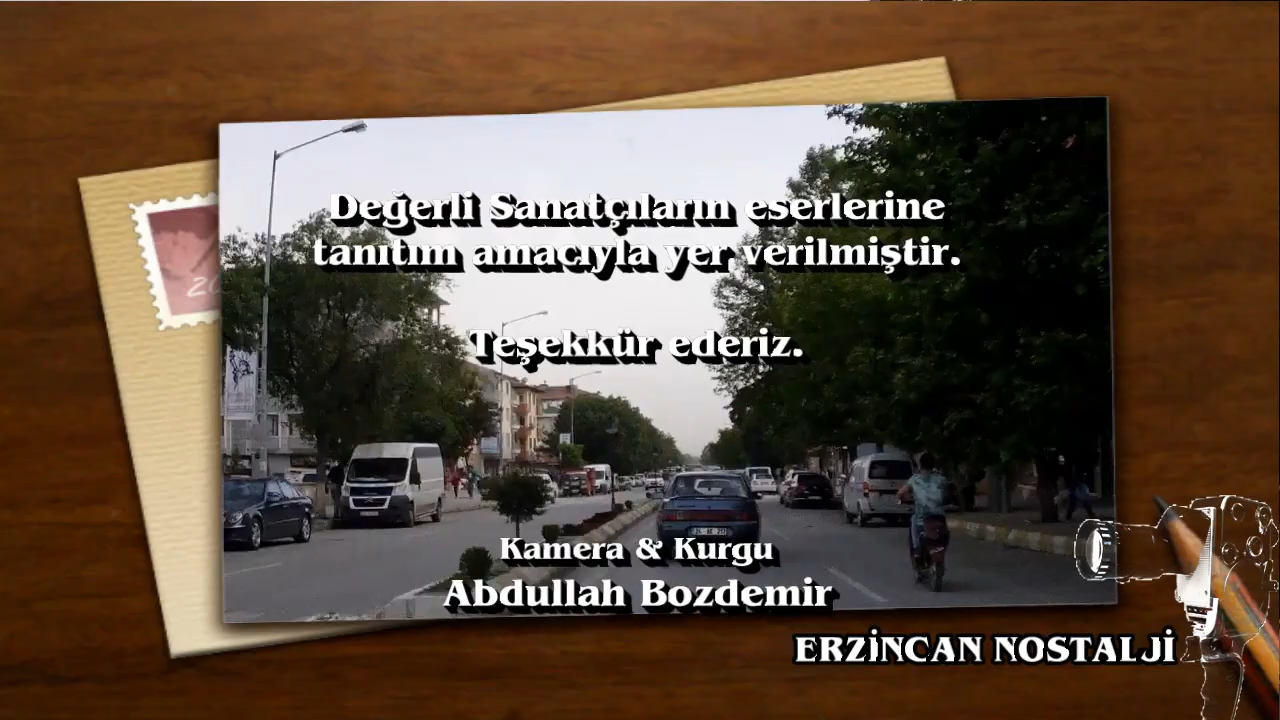 Değerli Sanatçıların eserlerine
tanıtım amacıyla yer verilmiştir.
Teşekkür ederiz.
Kamera & Kurgu
Abdullah Bozdemir
ERZİNCAN NOSTALJİ